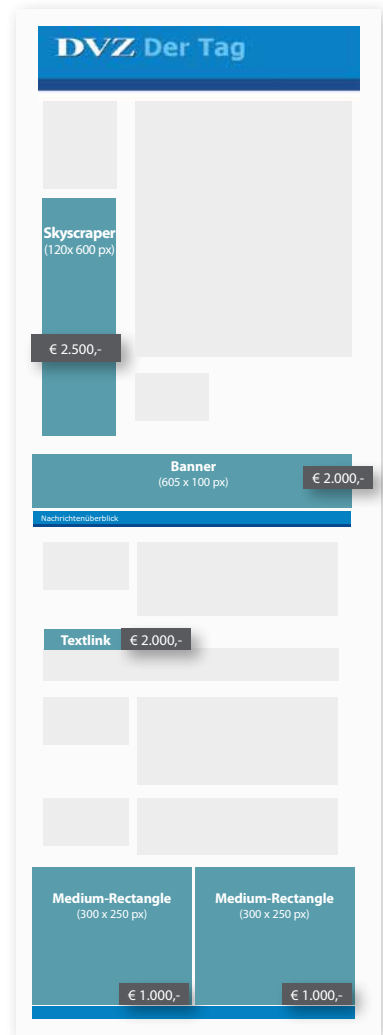 DVZ Der Tag
Skyscraper
(120x 600 px)
€ 2.500,-
Banner
(605 x 100 px)
€ 2.000,-
Nachrichtenüberblick
Textlink
€ 2.000,-
Medium-Rectangle
(300 x 250 px)
€ 1.000,-
Medium-Rectangle
(300 x 250 px)
€ 1.000,-